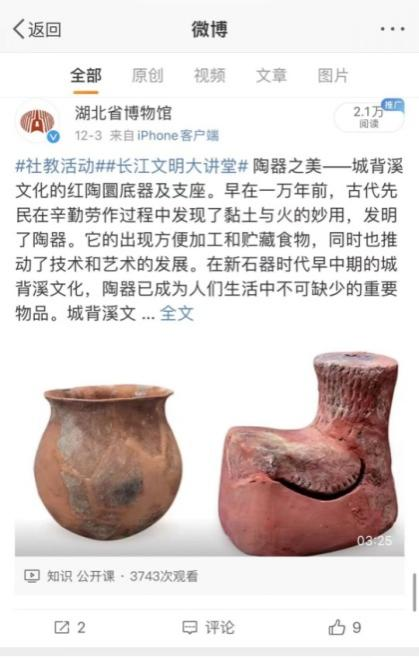 返回
微博
全部 原创 视频 文章 图片
湖北省博物馆
12-3 来自 iPhone客户端
推广
2.1万
阅读
#社教活动##长江文明大讲堂# 陶器之美——城背溪
文化的红陶圜底器及支座。早在一万年前，古代先
民在辛勤劳作过程中发现了黏土与火的妙用，发明
了陶器。它的出现方便加工和贮藏食物，同时也推
动了技术和艺术的发展。在新石器时代早中期的城
背溪文化，陶器已成为人们生活中不可缺少的重要
物品。城背溪文 ... 全文
03:25
知识 公开课 · 3743次观看
2 评论 9